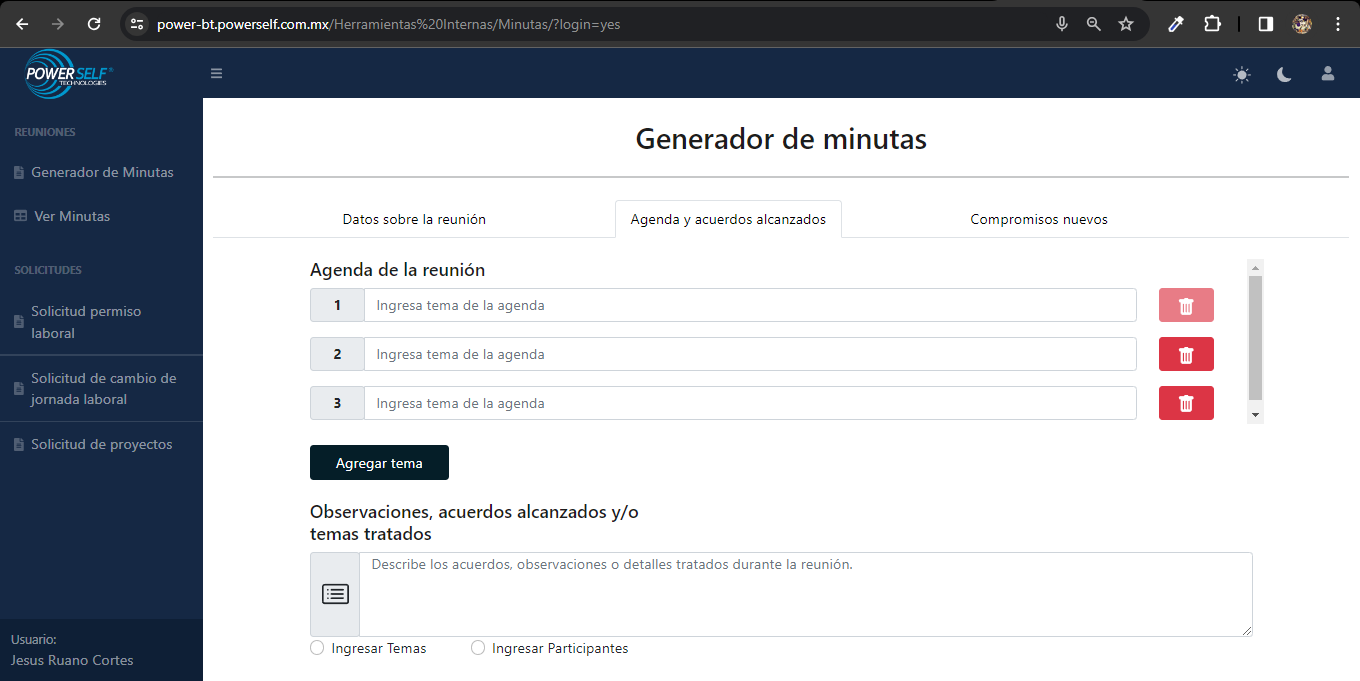 power-bt.powerself.com.mx/Herramientas%20Internas/Minutas/?login=yes
POWER SELF
TECHNOLOGIES
REUNIONES
Generador de Minutas
Ver Minutas
SOLICITUDES
Solicitud permiso
laboral
Solicitud de cambio de
jornada laboral
Solicitud de proyectos
Usuario:
Jesus Ruano Cortes
Generador de minutas
Datos sobre la reunión
Agenda y acuerdos alcanzados
Compromisos nuevos
Agenda de la reunión
1 Ingresa tema de la agenda
2 Ingresa tema de la agenda
3 Ingresa tema de la agenda
Agregar tema
Observaciones, acuerdos alcanzados y/o
temas tratados
Describe los acuerdos, observaciones o detalles tratados durante la reunión.
Ingresar Temas Ingresar Participantes